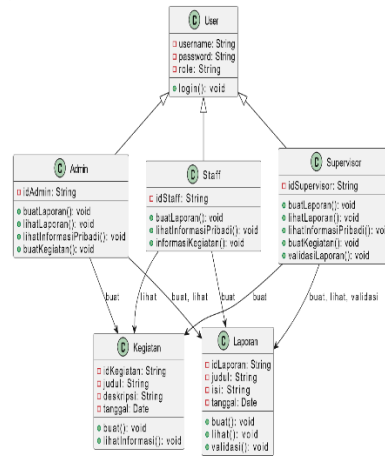 C User
username: String
password: String
role: String
login(): void
C Admin
idAdmin: String
buatLaporan(): void
lihatLaporan(): void
lihatInformasiPribadi(): void
buatKegiatan(): void
C Staff
idStaff: String
buatLaporan(): void
lihatInformasiPribadi(): void
informasiKegiatan(): void
C Supervisor
idSupervisor: String
buatLaporan(): void
lihatLaporan(): void
lihatInformasiPribadi(): void
buatKegiatan(): void
validasiLaporan(): void
buat
lihat
buat, lihat
buat
buat
buat, lihat, validasi
C Kegiatan
idKegiatan: String
judul: String
deskripsi: String
tanggal: Date
buat(): void
lihatInformasi(): void
C Laporan
idLaporan: String
judul: String
isi: String
tanggal: Date
buat(): void
lihat(): void
validasi(): void